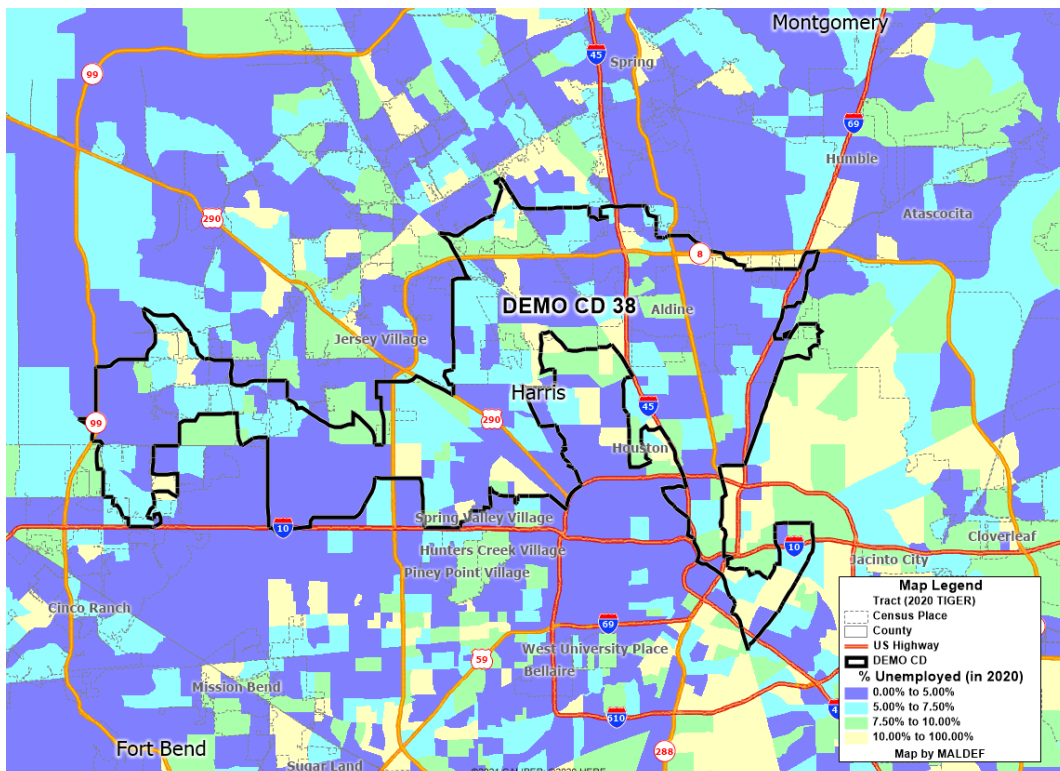 Montgomery
45
Spring
99
69
Humble
290
Atascocita
8
DEMO CD 38
Aldine
Jersey Village
Harris
45
290
99
Houston
Spring Valley Village
10
10
Cloverleaf
Hunters Creek Village
Jacinto City
Piney Point Village
Cinco Ranch
69
West University Place
59
Bellaire
Mission Bend
610
Fort Bend
288
Sugar Land
Map Legend
Tract (2020 TIGER)
Census Place
County
US Highway
DEMO CD
% Unemployed (in 2020)
0.00% to 5.00%
5.00% to 7.50%
7.50% to 10.00%
10.00% to 100.00%
Map by MALDEF